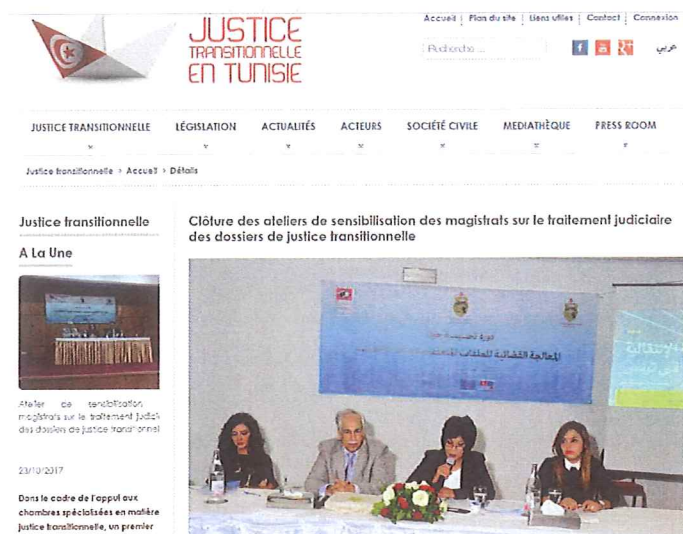 JUSTICE
TRANSITIONNELLE
EN TUNISIE
Accueil | Plan du site | Liens utiles | Contact | Connexion
Recherche ...
عربي
JUSTICE TRANSITIONNELLE LÉGISLATION ACTUALITÉS ACTEURS SOCIÉTÉ CIVILE MEDIATHÈQUE PRESS ROOM
Justice transitionnelle > Accueil > Détails
Justice transitionnelle
A La Une
Atelier de sensibilisation
magistrats sur le traitement judici
des dossiers de justice transitionnel
23/10/2017
Dans le cadre de l'appui aux
chambres spécialisées en matière
justice transitionnelle, un premier
Clôture des ateliers de sensibilisation des magistrats sur le traitement judiciaire
des dossiers de justice transitionnelle
المعالجة القضائية للملفات